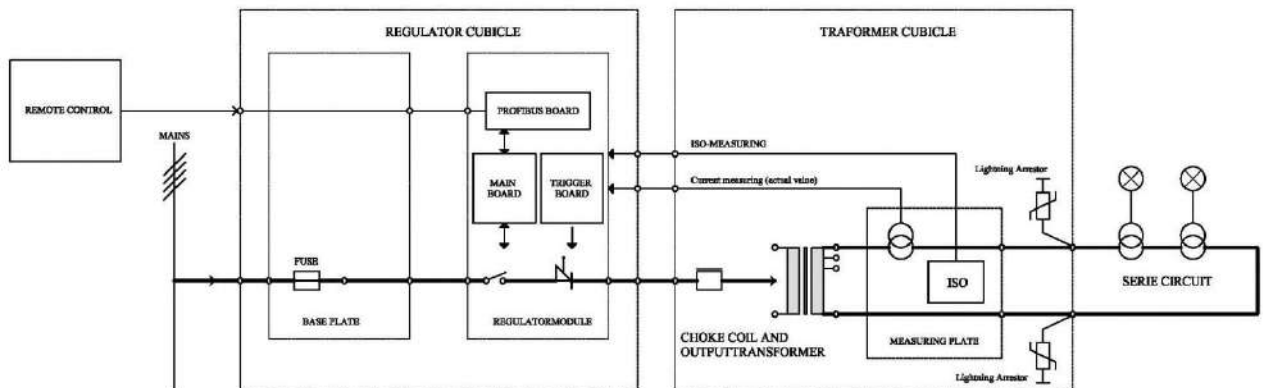 REGULATOR CUBICLE
TRAFORMER CUBICLE
REMOTE CONTROL
PROFIBUS BOARD
MAINS
ISO-MEASURING
MAIN
BOARD
TRIGGER
BOARD
Current measuring (actual value)
Lightning Arrestor
FUSE
ISO
SERIE CIRCUIT
BASE PLATE
REGULATORMODULE
CHOKE COIL AND
OUTPUTTRANSFORMER
MEASURING PLATE
Lightning Arrestor